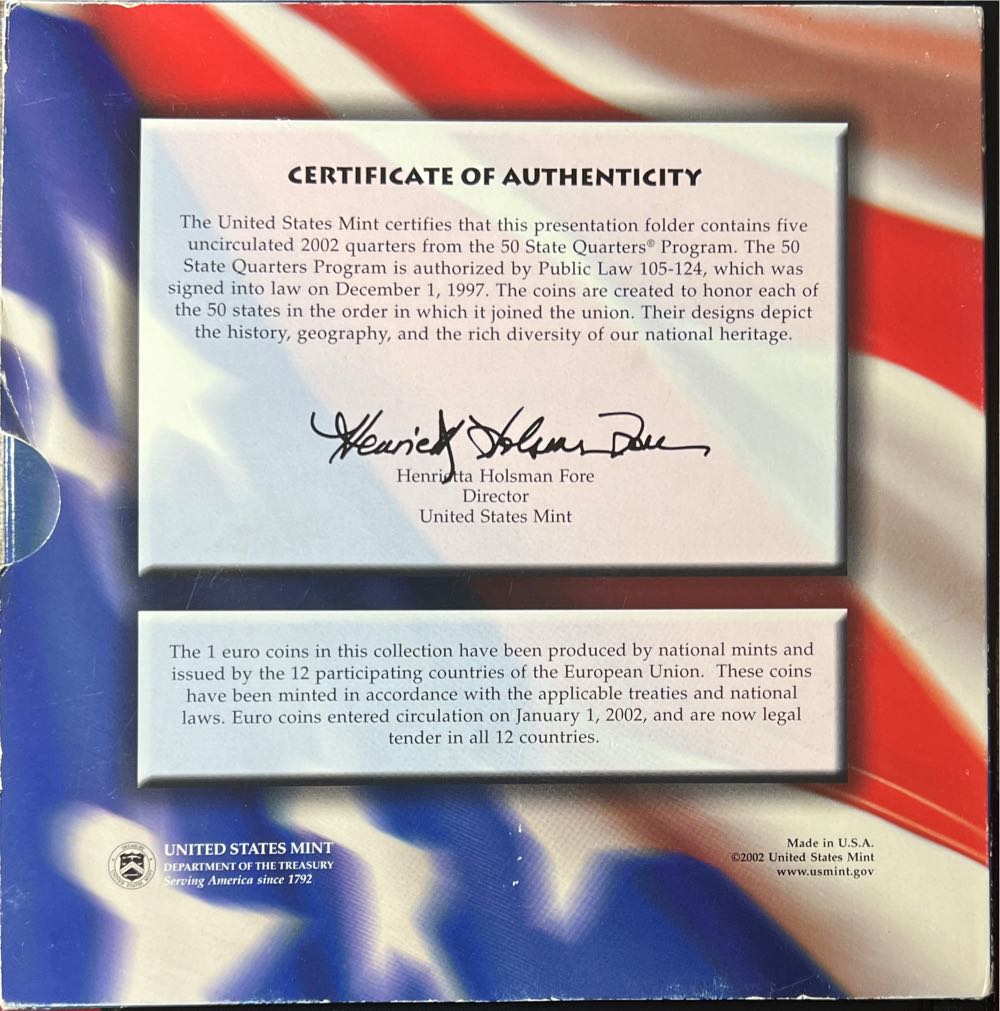 CERTIFICATE OF AUTHENTICITY
The United States Mint certifies that this presentation folder contains five
uncirculated 2002 quarters from the 50 State Quarters® Program. The 50
State Quarters Program is authorized by Public Law 105-124, which was
signed into law on December 1, 1997. The coins are created to honor each of
the 50 states in the order in which it joined the union. Their designs depict
the history, geography, and the rich diversity of our national heritage.
Henrietta Holsman Fore
Henrietta Holsman Fore
Director
United States Mint
The 1 euro coins in this collection have been produced by national mints and
issued by the 12 participating countries of the European Union. These coins
have been minted in accordance with the applicable treaties and national
laws. Euro coins entered circulation on January 1, 2002, and are now legal
tender in all 12 countries.
UNITED STATES MINT
DEPARTMENT OF THE TREASURY
Serving America since 1792
Made in U.S.A.
©2002 United States Mint
www.usmint.gov